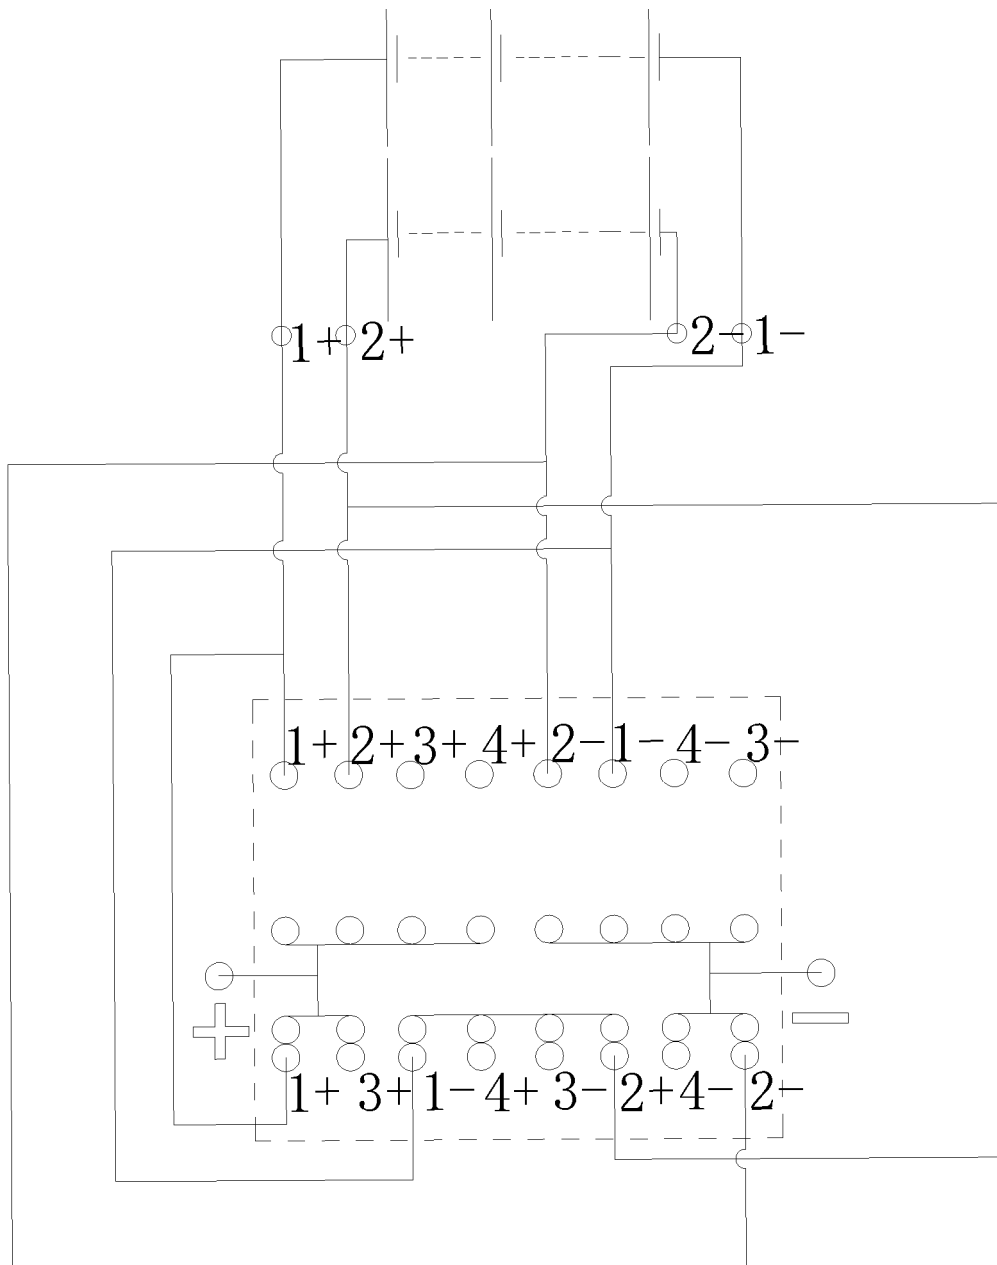 1+ 2+ 2- 1-
1+ 2+ 3+ 4+ 2- 1- 4- 3-
+ -
1+ 3+ 1- 4+ 3- 2+ 4- 2-